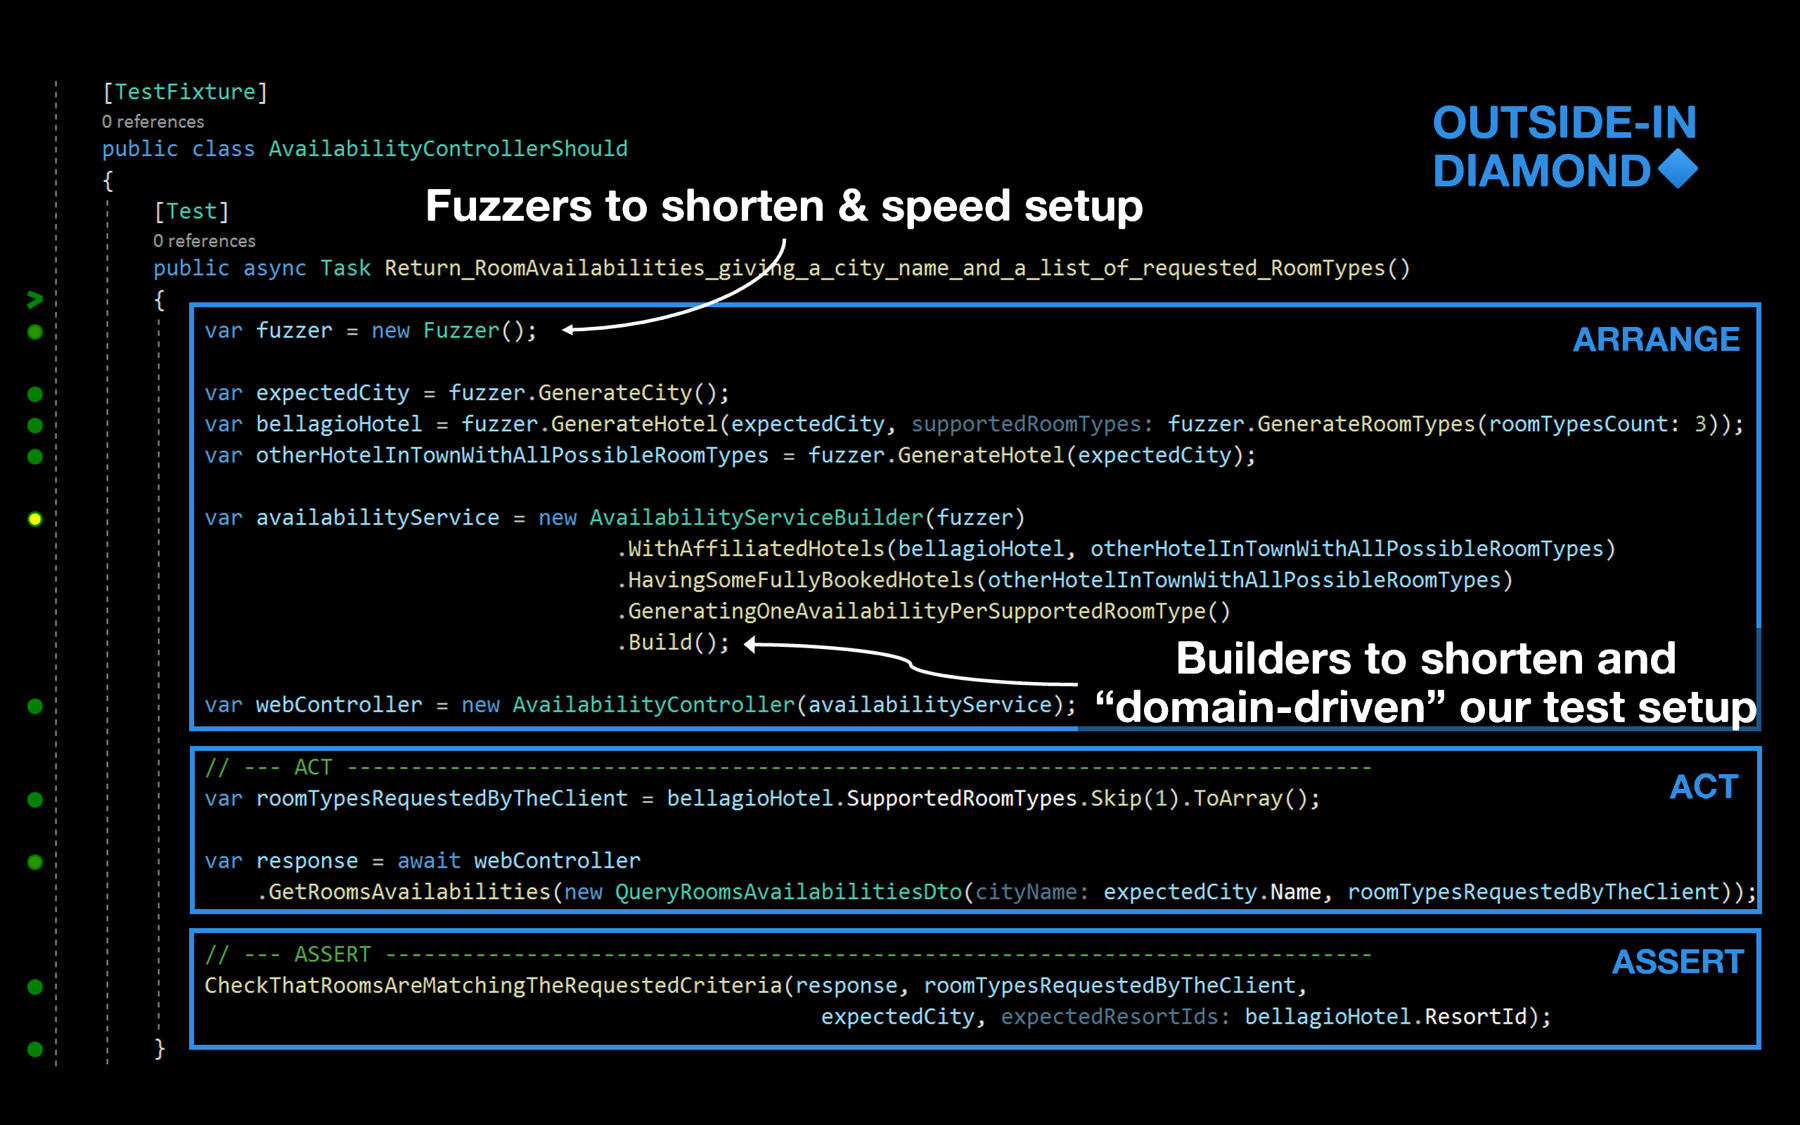 [TestFixture]
0 references
public class AvailabilityControllerShould
{
OUTSIDE-IN
DIAMOND
[Test]
Fuzzers to shorten & speed setup
0 references
public async Task Return_RoomAvailabilities_giving_a_city_name_and_a_list_of_requested_RoomTypes()
{
var fuzzer = new Fuzzer();
ARRANGE
var expectedCity = fuzzer.GenerateCity();
var bellagioHotel = fuzzer.GenerateHotel(expectedCity, supportedRoomTypes: fuzzer.GenerateRoomTypes(roomTypesCount: 3));
var otherHotelInTownWithAllPossibleRoomTypes = fuzzer.GenerateHotel(expectedCity);
var availabilityService = new AvailabilityServiceBuilder(fuzzer)
.WithAffiliatedHotels(bellagioHotel, otherHotelInTownWithAllPossibleRoomTypes)
.HavingSomeFullyBookedHotels(otherHotelInTownWithAllPossibleRoomTypes)
.GeneratingOneAvailabilityPerSupportedRoomType()
.Build();
Builders to shorten and
“domain-driven” our test setup
var webController = new AvailabilityController(availabilityService);
// --- ACT --------------------------------------------------------------------------------
ACT
var roomTypesRequestedByTheClient = bellagioHotel.SupportedRoomTypes.Skip(1).ToArray();
var response = await webController
.GetRoomsAvailabilities(new QueryRoomsAvailabilitiesDto(cityName: expectedCity.Name, roomTypesRequestedByTheClient));
// --- ASSERT -----------------------------------------------------------------------------
ASSERT
CheckThatRoomsAreMatchingTheRequestedCriteria(response, roomTypesRequestedByTheClient,
expectedCity, expectedResortIds: bellagioHotel.ResortId);
}